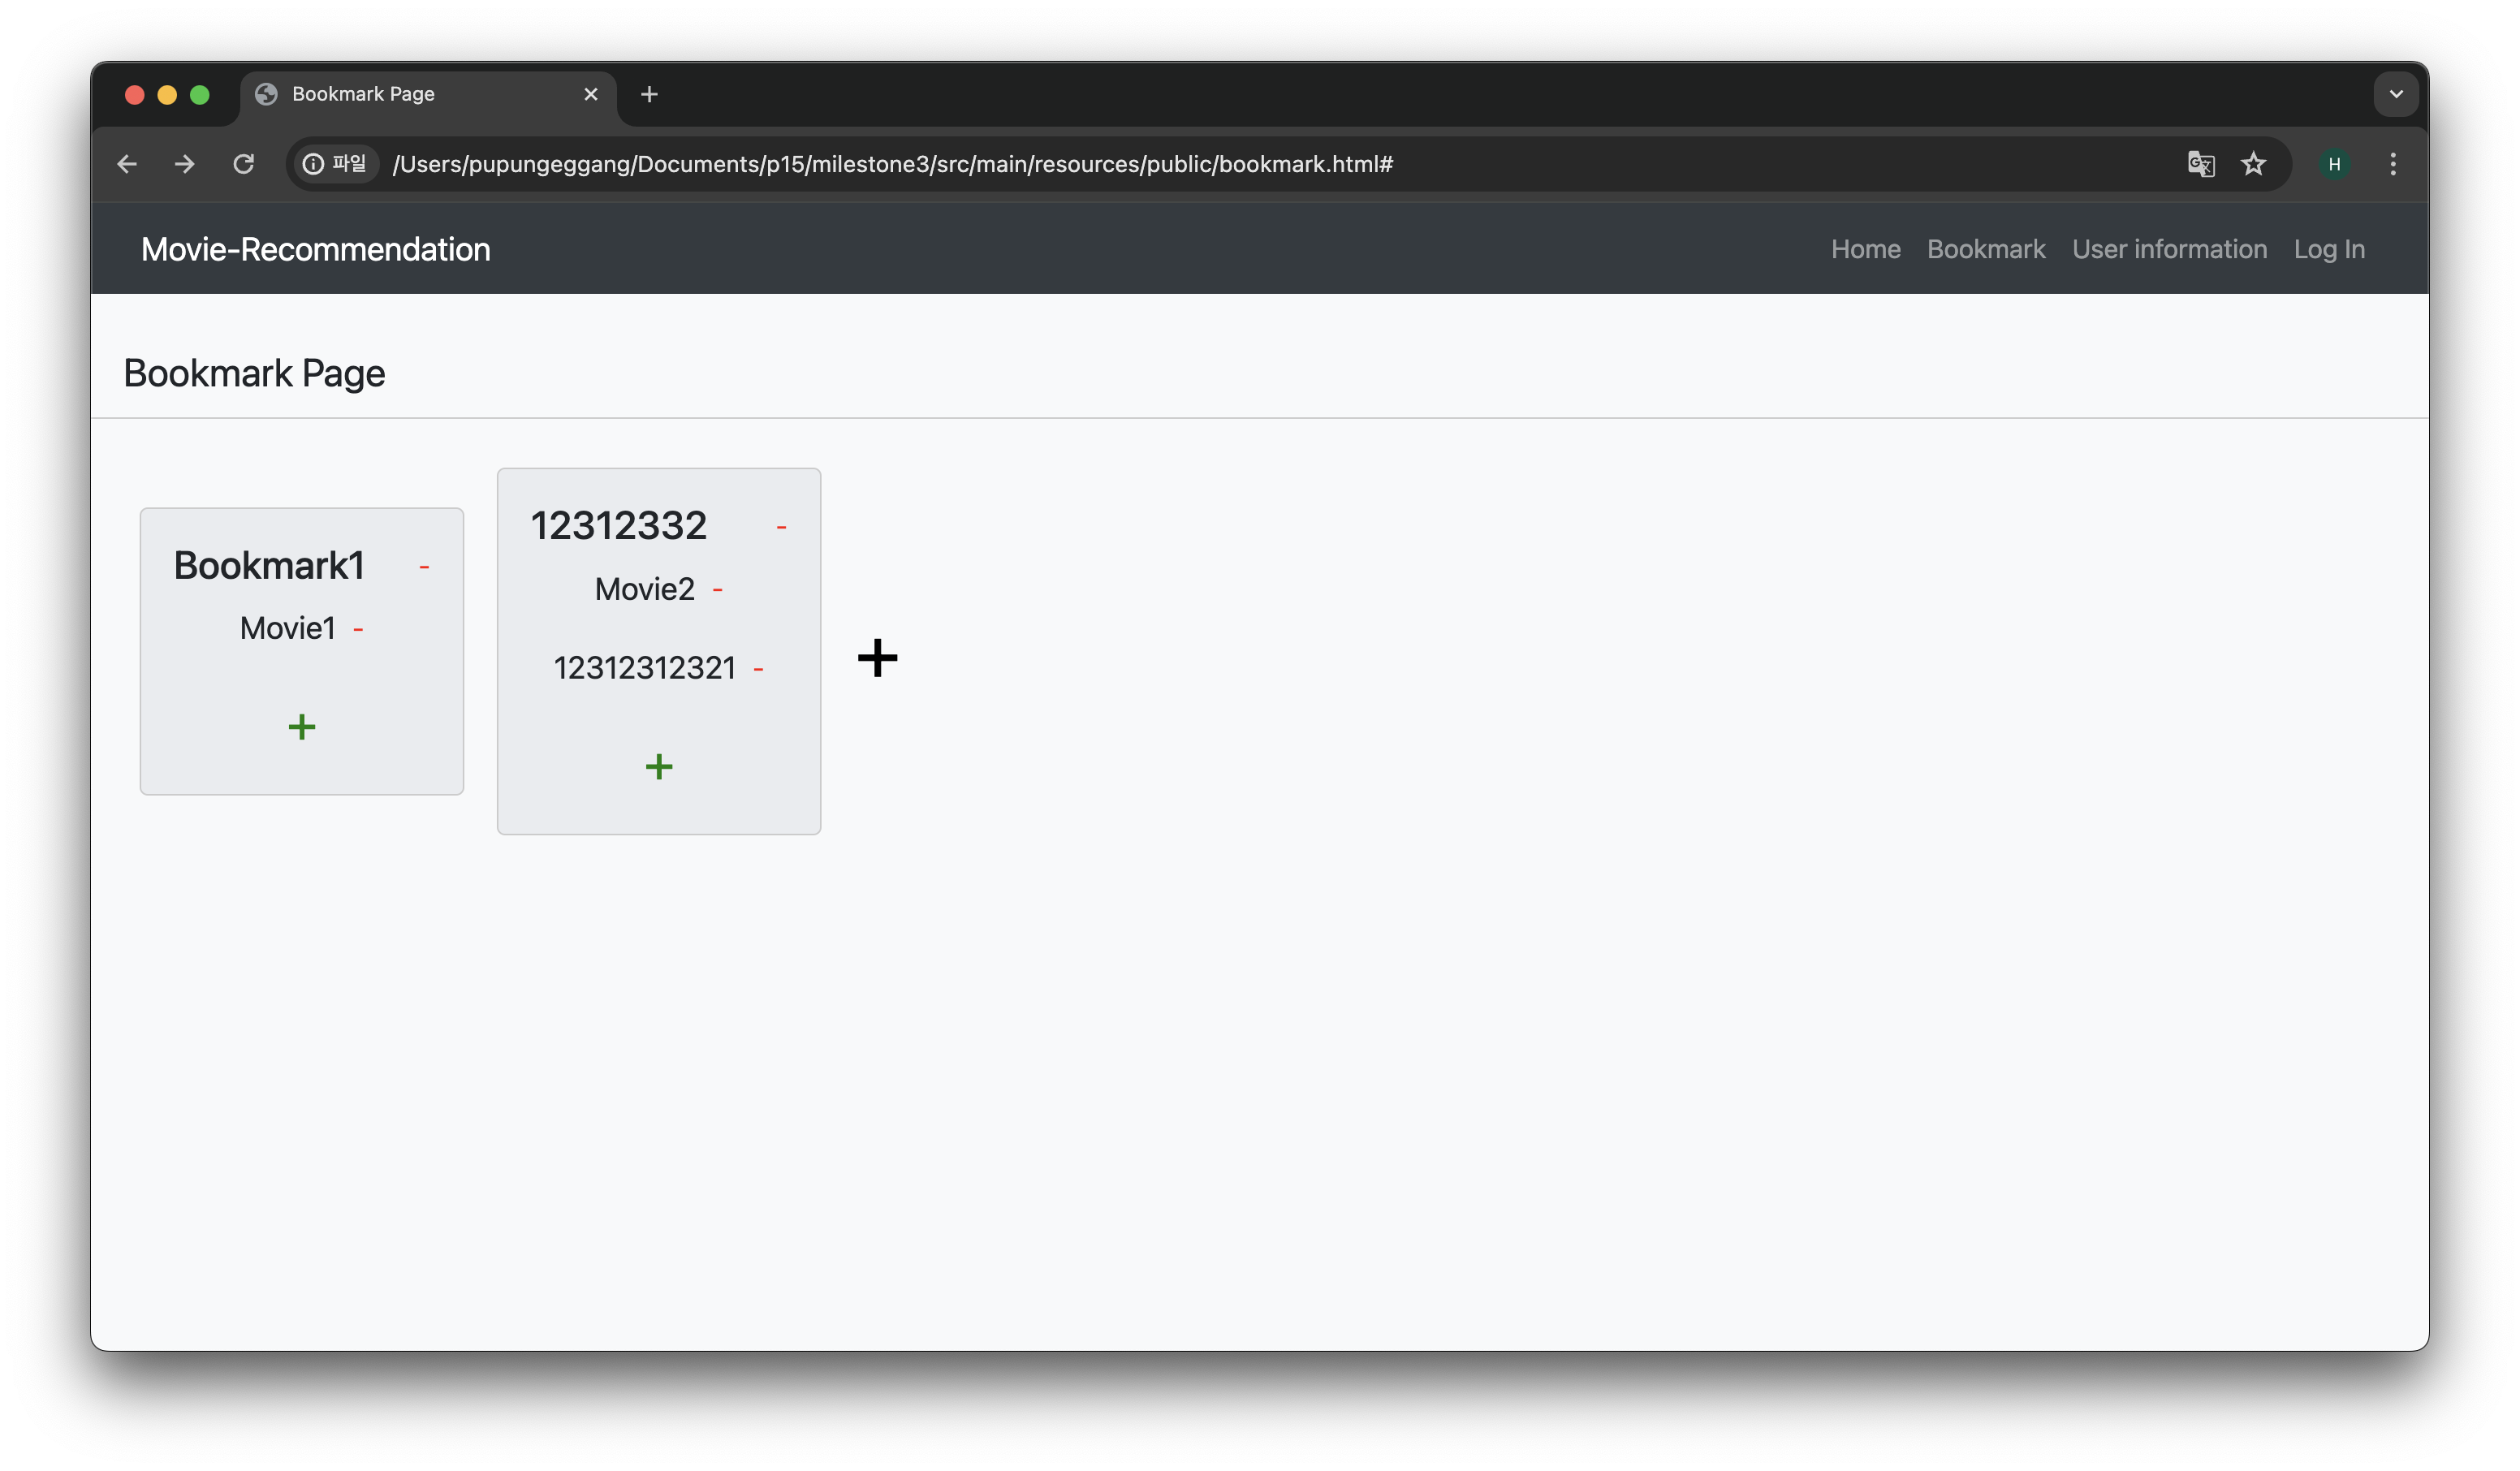 Bookmark Page
파일 /Users/pupungeggang/Documents/p15/milestone3/src/main/resources/public/bookmark.html#
H
Movie-Recommendation
Home Bookmark User information Log In
Bookmark Page
Bookmark1 -
Movie1 -
+
12312332 -
Movie2 -
12312312321 -
+
+